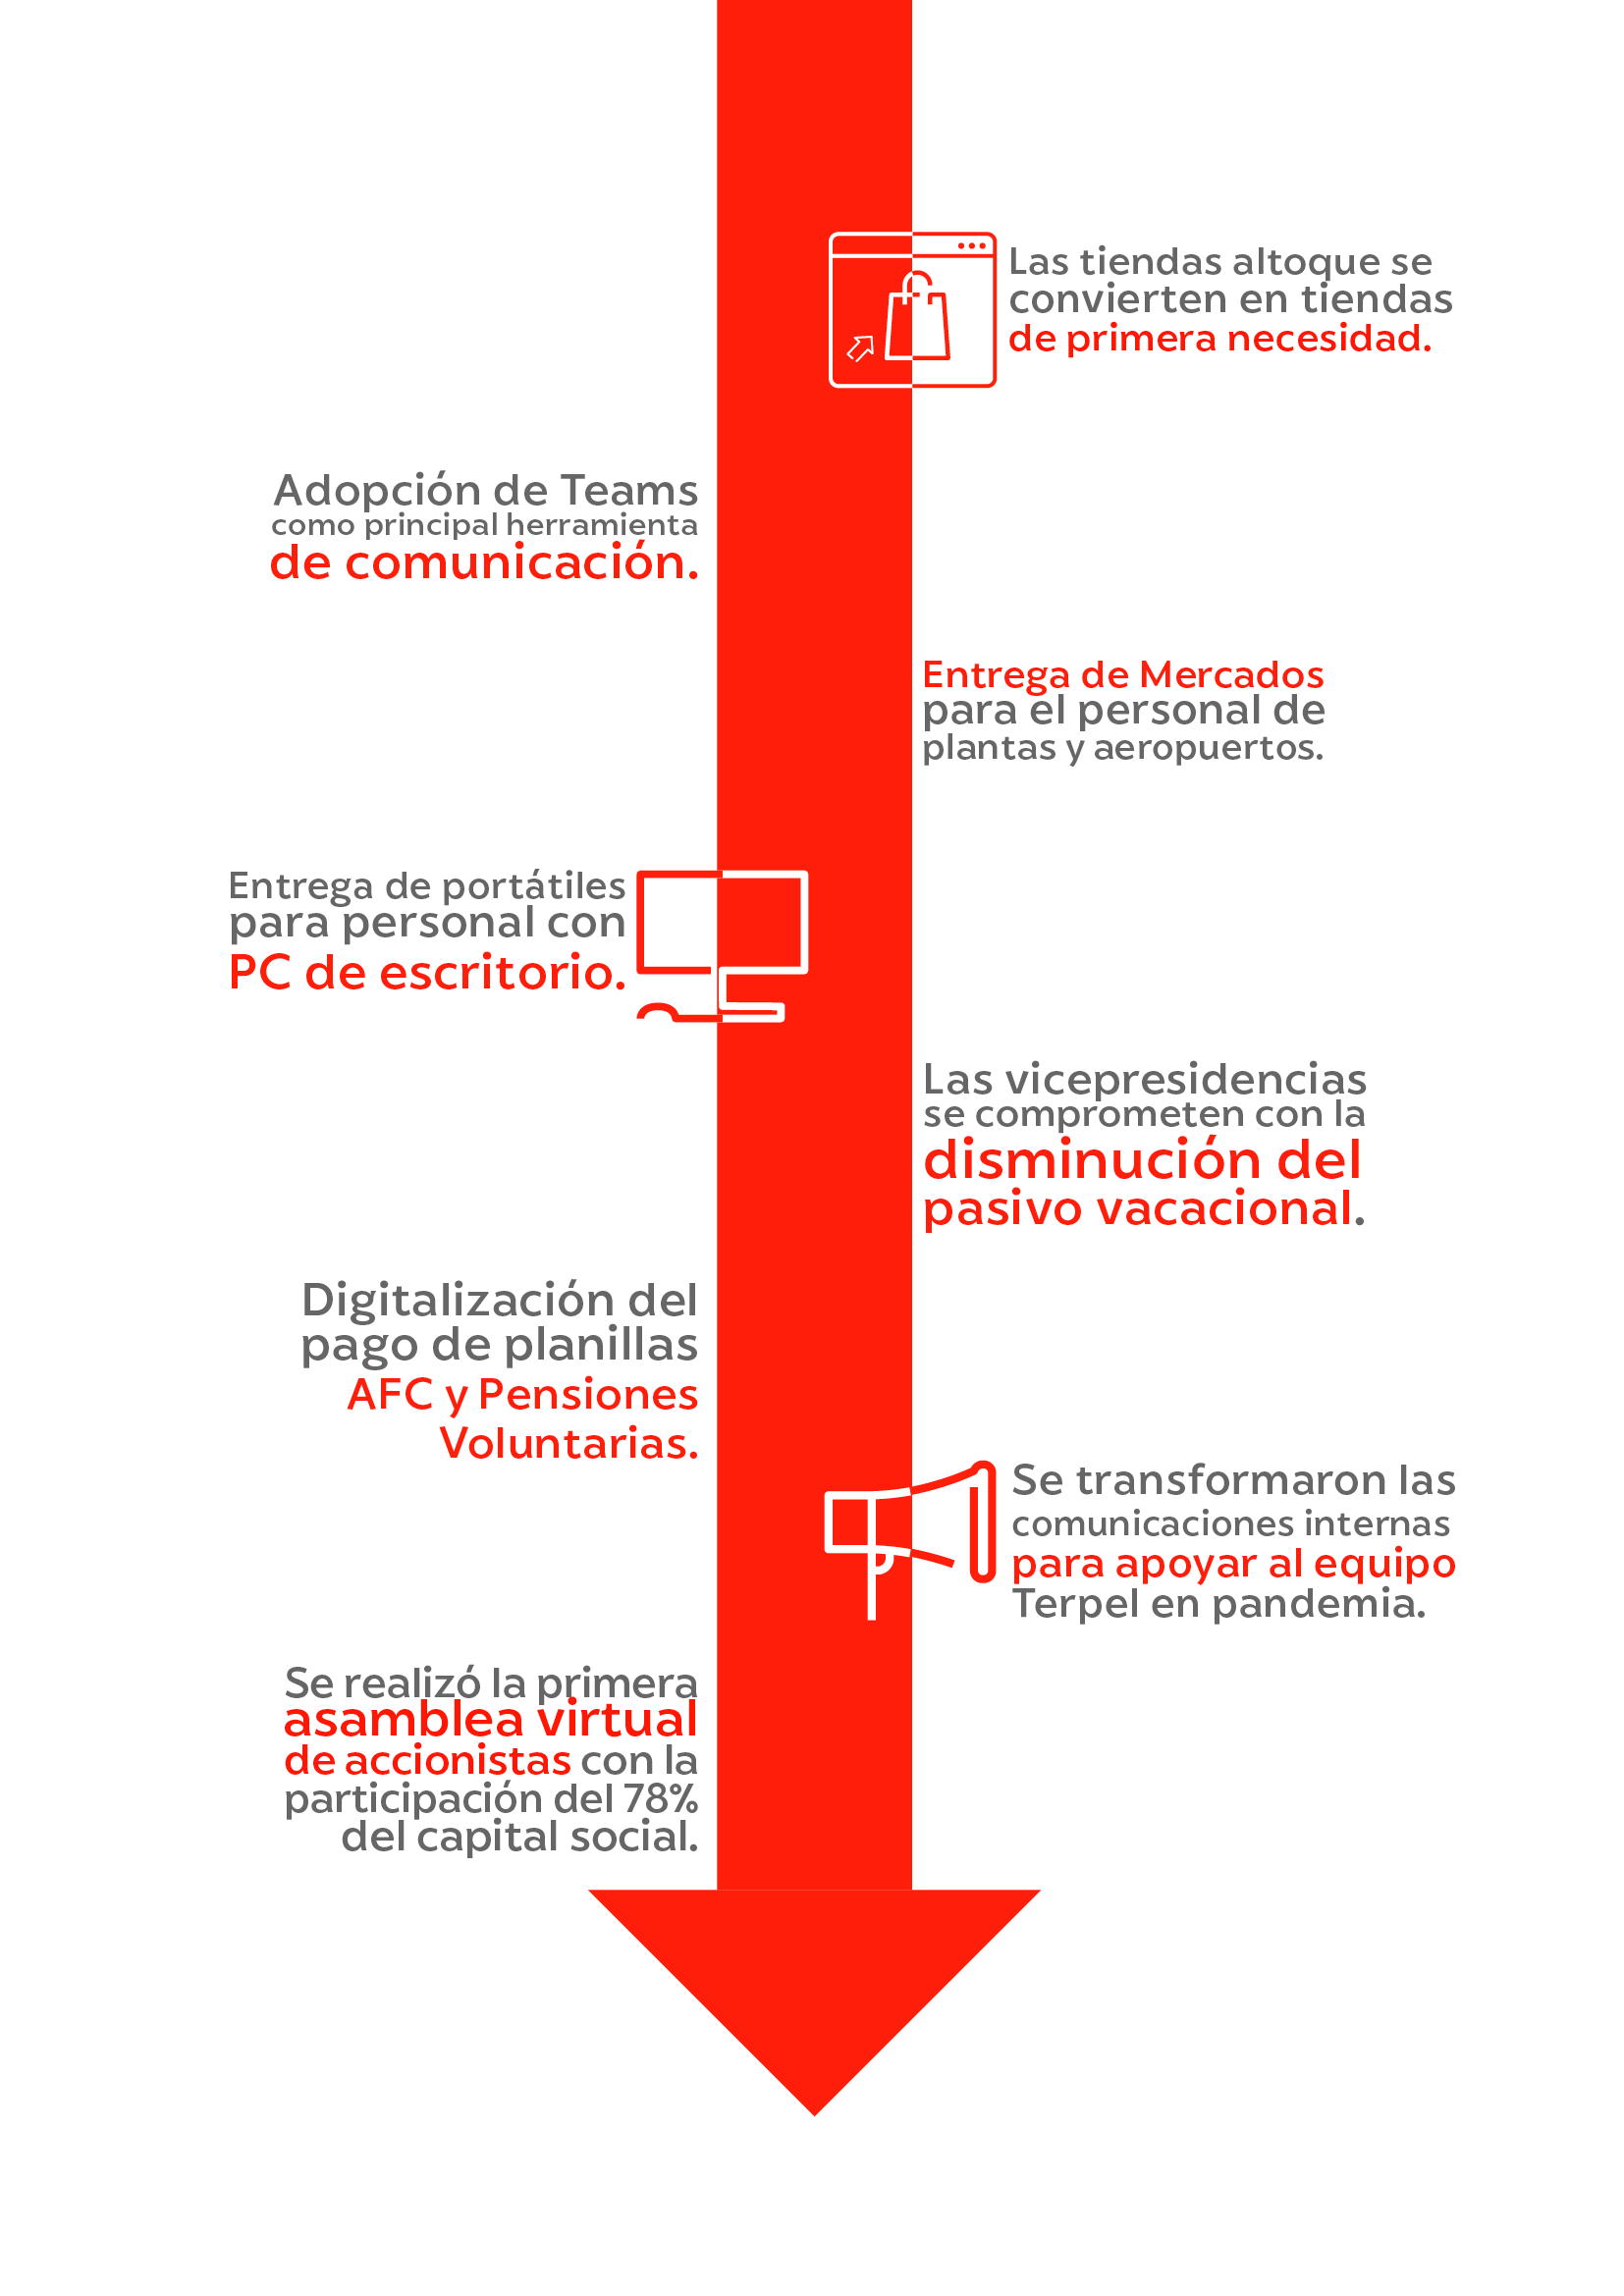 Las tiendas altoque se
convierten en tiendas
de primera necesidad.
Adopción de Teams
como principal herramienta
de comunicación.
Entrega de Mercados
para el personal de
plantas y aeropuertos.
Entrega de portátiles
para personal con
PC de escritorio.
Las vicepresidencias
se comprometen con la
disminución del
pasivo vacacional.
Digitalización del
pago de planillas
AFC y Pensiones
Voluntarias.
Se transformaron las
comunicaciones internas
para apoyar al equipo
Terpel en pandemia.
Se realizó la primera
asamblea virtual
de accionistas con la
participación del 78%
del capital social.